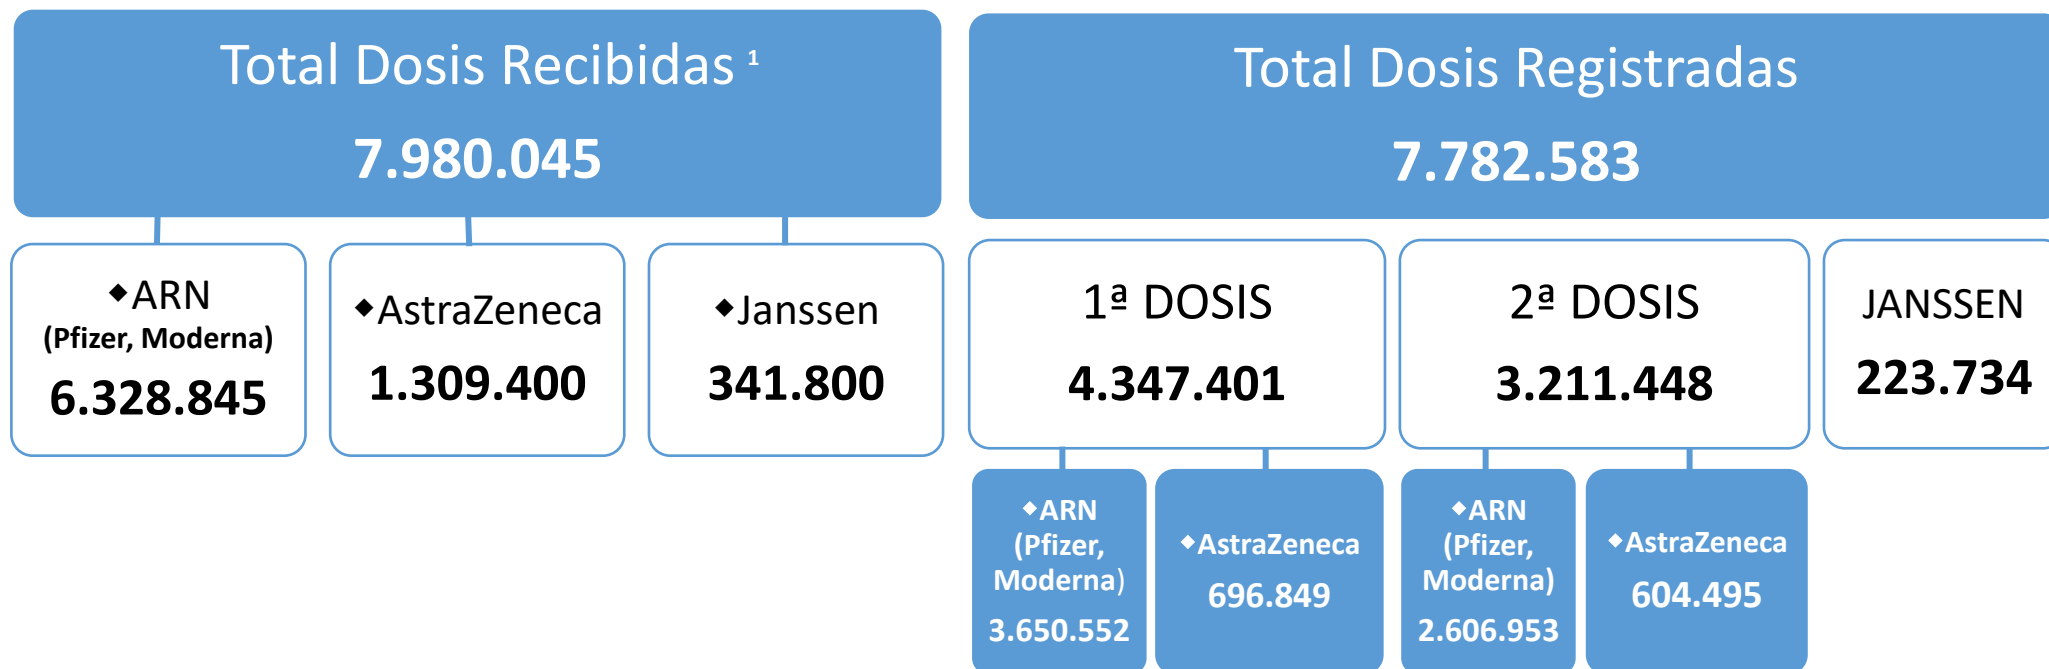 Total Dosis Recibidas ¹
7.980.045
◆ARN
(Pfizer, Moderna)
6.328.845
◆AstraZeneca
1.309.400
◆Janssen
341.800
Total Dosis Registradas
7.782.583
1ª DOSIS
4.347.401
◆ARN
(Pfizer,
Moderna)
3.650.552
◆AstraZeneca
696.849
2ª DOSIS
3.211.448
◆ARN
(Pfizer,
Moderna)
2.606.953
◆AstraZeneca
604.495
JANSSEN
223.734